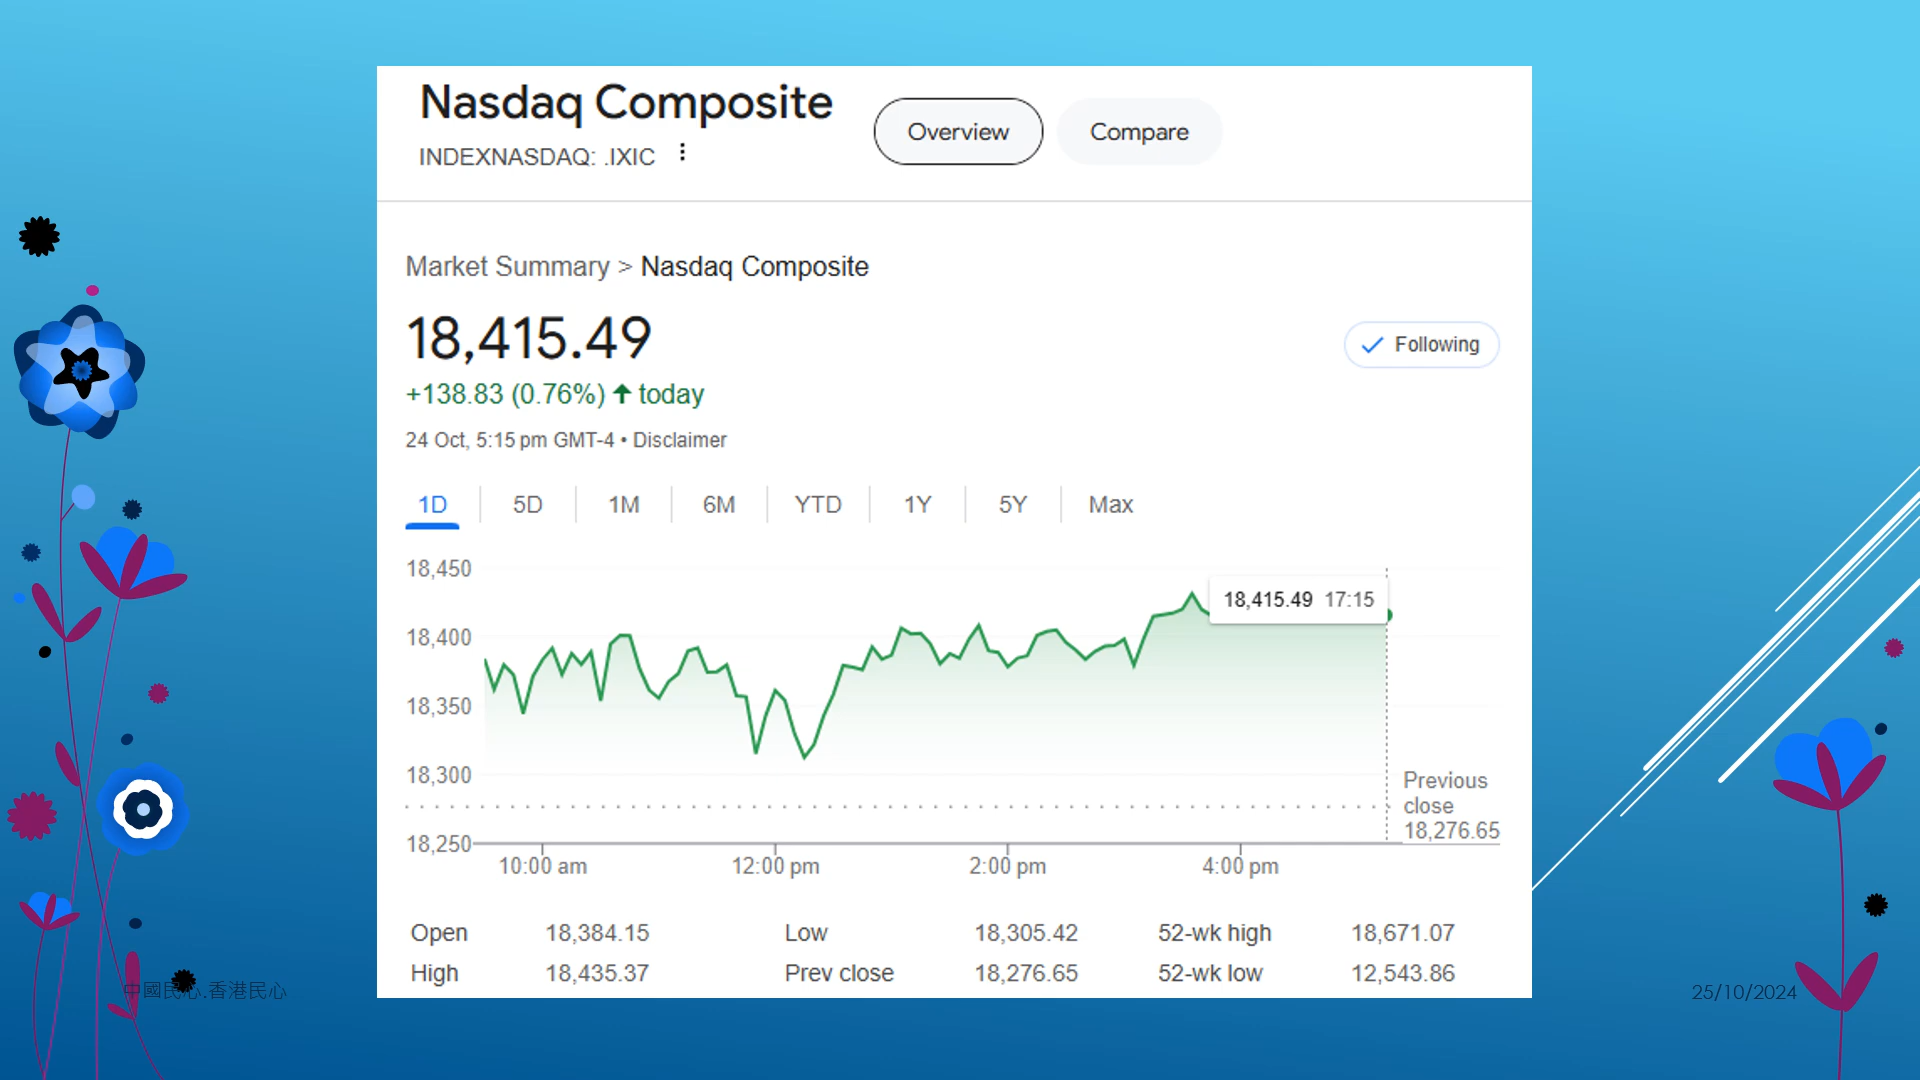 Nasdaq Composite
INDEXNASDAQ: .IXIC
Overview
Compare
Market Summary > Nasdaq Composite
18,415.49
+138.83 (0.76%) ↑ today
24 Oct, 5:15 pm GMT-4 • Disclaimer
Following
1D 5D 1M 6M YTD 1Y 5Y Max
18,450
18,400
18,350
18,300
18,250
18,415.49 17:15
Previous
close
18,276.65
10:00 am 12:00 pm 2:00 pm 4:00 pm
Open 18,384.15 Low 18,305.42 52-wk high 18,671.07
High 18,435.37 Prev close 18,276.65 52-wk low 12,543.86
中國民心.香港民心
25/10/2024